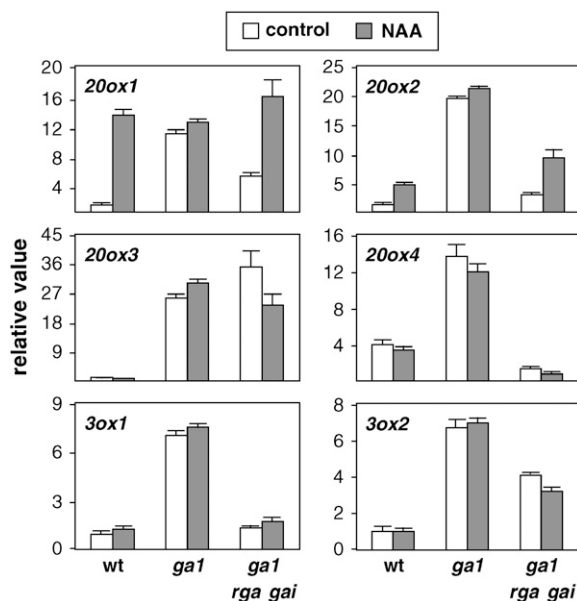 control NAA
relative value
20ox1
20
16
12
8
4
20ox2
25
20
15
10
5
20ox3
45
36
27
18
9
20ox4
16
12
8
4
3ox1
9
6
3
0
3ox2
8
6
4
2
0
wt ga1 ga1
rga gai
wt ga1 ga1
rga gai